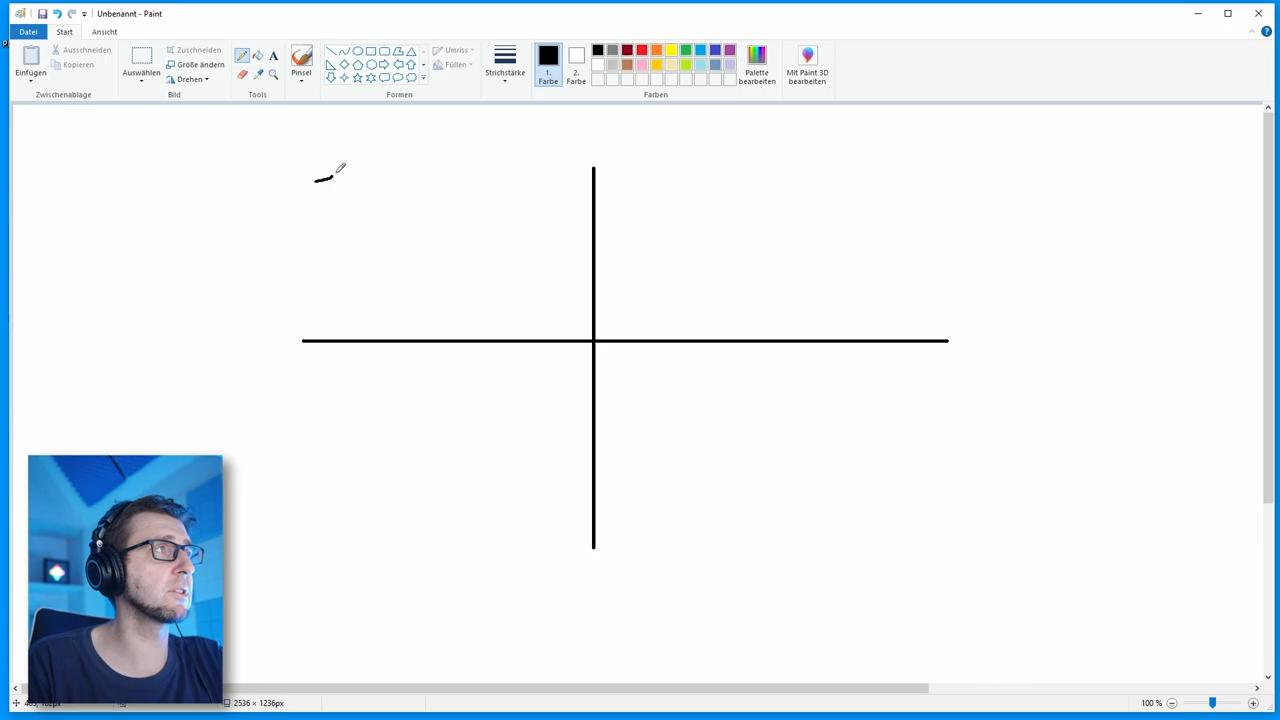 Unbenannt - Paint
Datei Start Ansicht
Einfügen
Ausschneiden
Kopieren
Zwischenablage
Auswählen
Zuschneiden
Größe ändern
Drehen
Bild
A
Tools
Pinsel
Umriss
Füllen
Formen
Strichstärke
1. Farbe
2. Farbe
Palette bearbeiten
Mit Paint 3D bearbeiten
Farben
2536 × 1236px
100 %